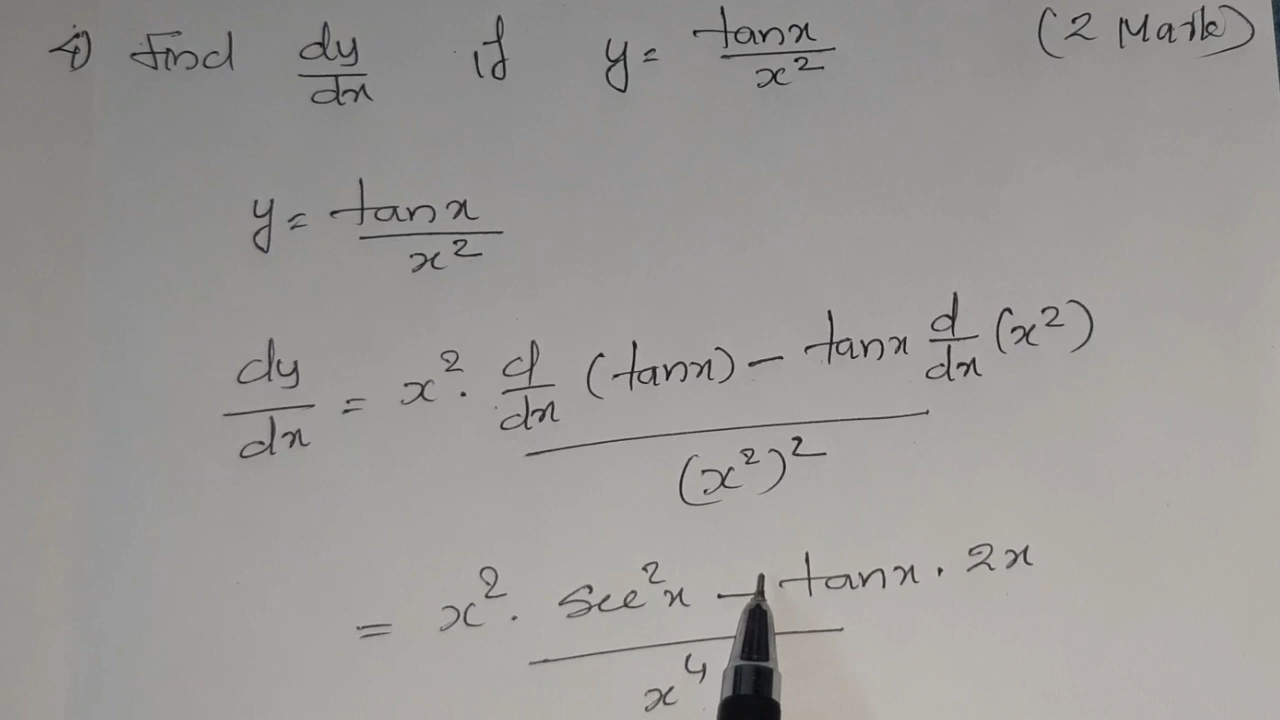 4) Find dy/dx if y = tanx/x² (2 Mark)
y = tanx/x²
dy/dx = x². d/dx (tanx) - tanx d/dx (x²) / (x²)²
= x². sec²x - tanx. 2x / x⁴